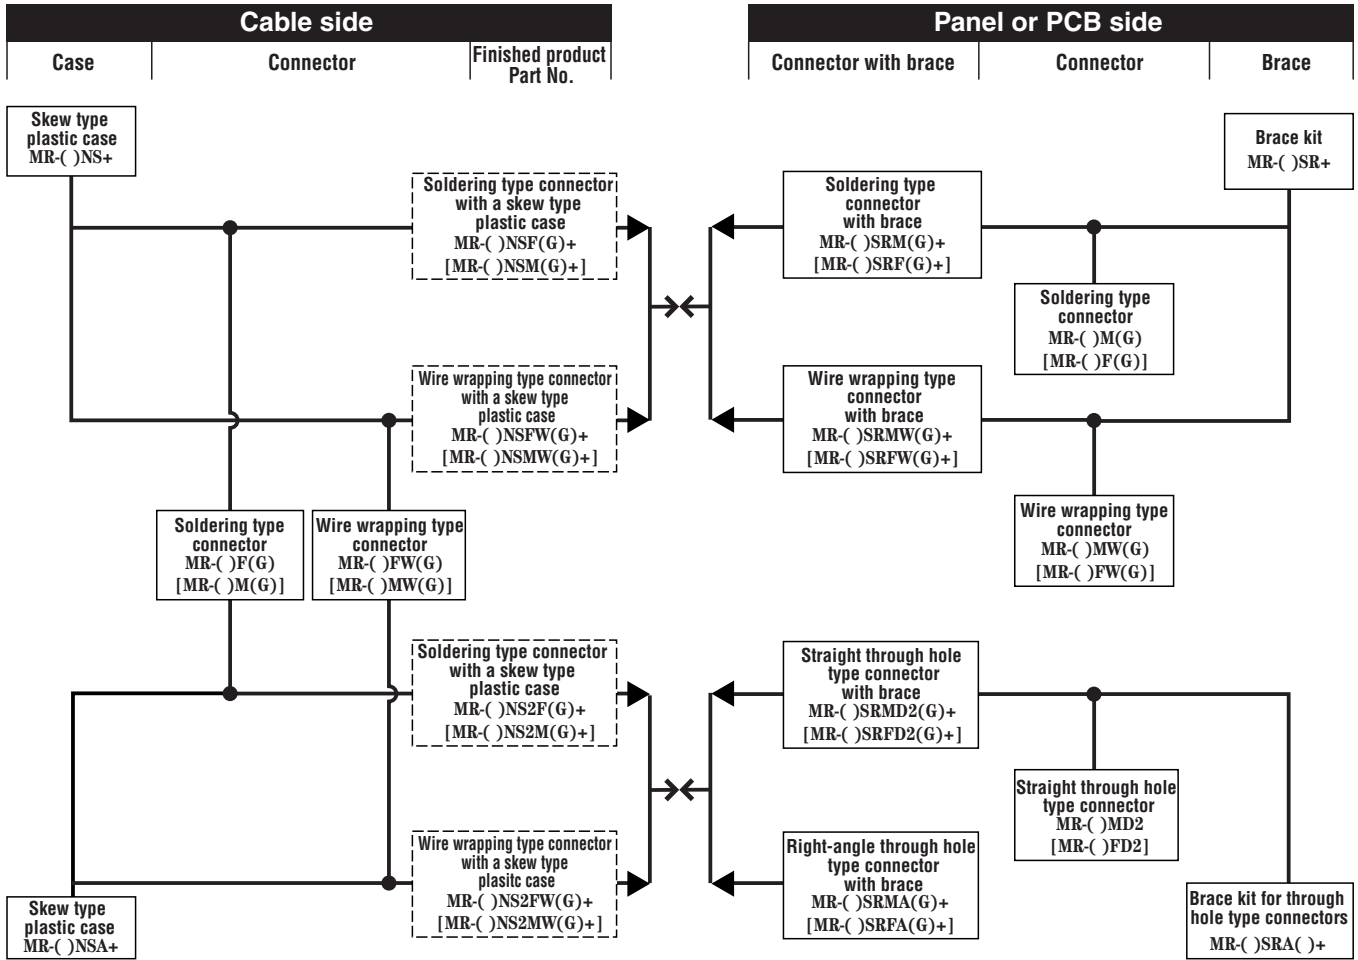 Cable side
Panel or PCB side
Case
Connector
Finished product
Part No.
Connector with brace
Connector
Brace
Skew type
plastic case
MR-( )NS+
Soldering type connector
with a skew type
plastic case
MR-( )NSF(G)+
[MR-( )NSM(G)+]
Soldering type
connector
with brace
MR-( )SRM(G)+
[MR-( )SRF(G)+]
Brace kit
MR-( )SR+
Soldering type
connector
MR-( )M(G)
[MR-( )F(G)]
Wire wrapping type connector
with a skew type
plastic case
MR-( )NSFW(G)+
[MR-( )NSMW(G)+]
Wire wrapping type
connector
with brace
MR-( )SRMW(G)+
[MR-( )SRFW(G)+]
Soldering type
connector
MR-( )F(G)
[MR-( )M(G)]
Wire wrapping type
connector
MR-( )FW(G)
[MR-( )MW(G)]
Wire wrapping type
connector
MR-( )MW(G)
[MR-( )FW(G)]
Soldering type connector
with a skew type
plastic case
MR-( )NS2F(G)+
[MR-( )NS2M(G)+]
Straight through hole
type connector
with brace
MR-( )SRMD2(G)+
[MR-( )SRFD2(G)+]
Straight through hole
type connector
MR-( )MD2
[MR-( )FD2]
Wire wrapping type connector
with a skew type
plasitc case
MR-( )NS2FW(G)+
[MR-( )NS2MW(G)+]
Right-angle through hole
type connector
with brace
MR-( )SRMA(G)+
[MR-( )SRFA(G)+]
Skew type
plastic case
MR-( )NSA+
Brace kit for through
hole type connectors
MR-( )SRA( )+